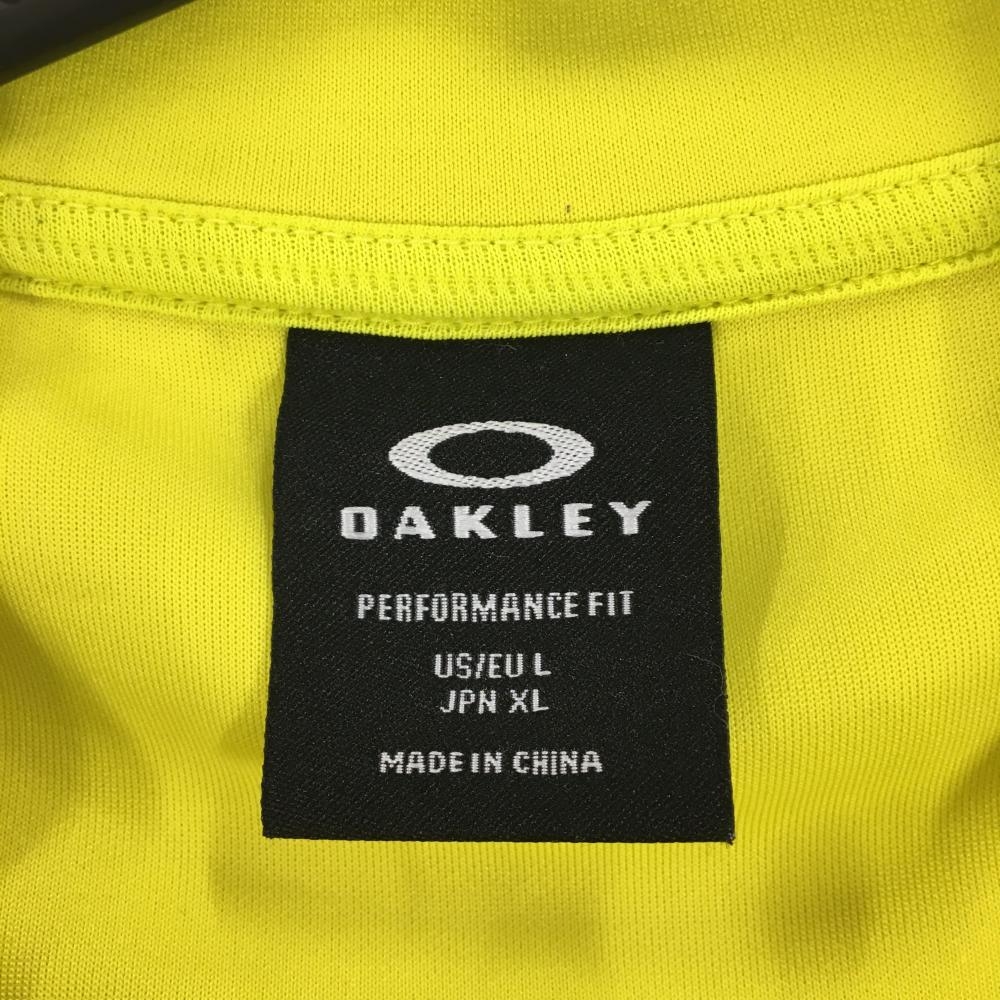 OAKLEY
PERFORMANCE FIT
US/EU L
JPN XL
MADE IN CHINA